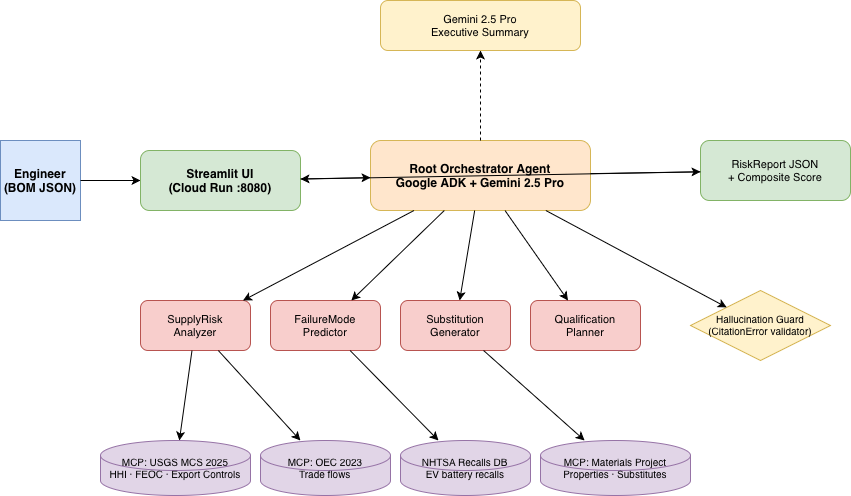 Gemini 2.5 Pro
Executive Summary
Engineer
(BOM JSON)
Streamlit UI
(Cloud Run :8080)
Root Orchestrator Agent
Google ADK + Gemini 2.5 Pro
RiskReport JSON
+ Composite Score
SupplyRisk
Analyzer
FailureMode
Predictor
Substitution
Generator
Qualification
Planner
Hallucination Guard
(CitationError validator)
MCP: USGS MCS 2025
HHI · FEOC · Export Controls
MCP: OEC 2023
Trade flows
NHTSA Recalls DB
EV battery recalls
MCP: Materials Project
Properties · Substitutes